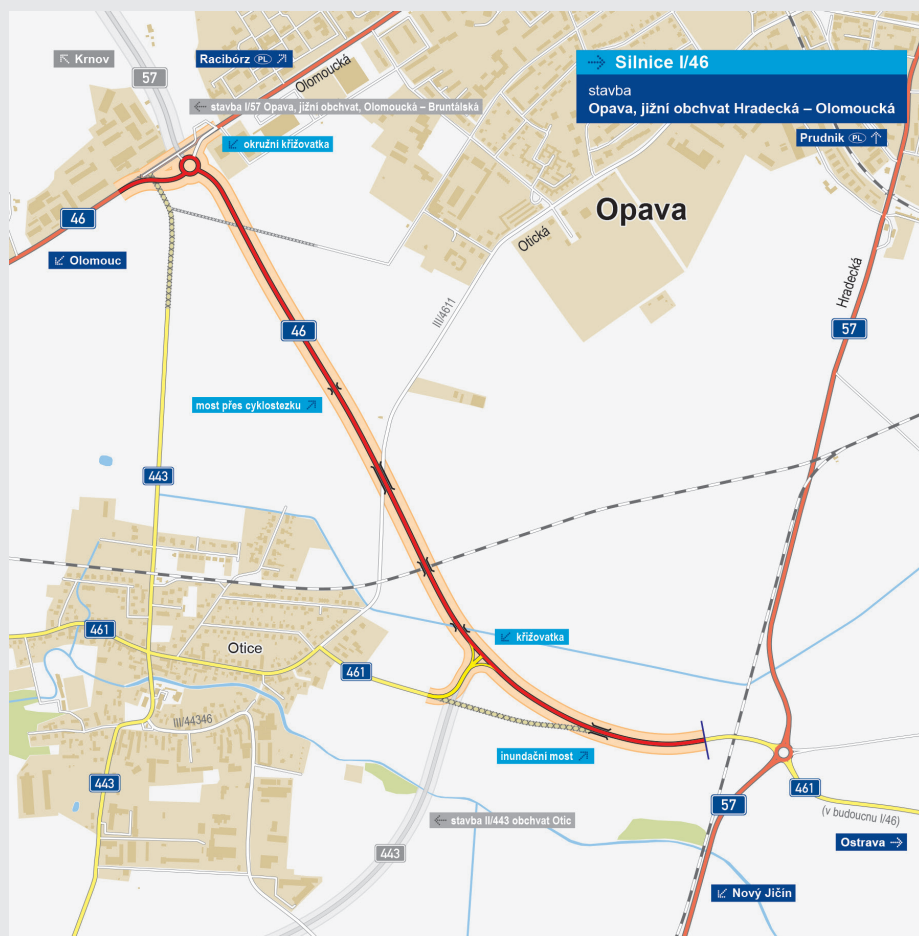 Krnov
57
Racibórz PL
Olomoucká
Silnice I/46
stavba
Opava, jižní obchvat Hradecká – Olomoucká
stavba I/57 Opava, jižní obchvat, Olomoucká – Bruntálská
okružní křižovatka
Prudnik PL
46
Olomouc
Opava
Otická
Hradecká
III/4611
46
57
most přes cyklostezku
443
461
Otice
křižovatka
461
III/44346
inundační most
443
57
461
(v budoucnu I/46)
stavba II/443 obchvat Otic
Ostrava
443
Nový Jičín